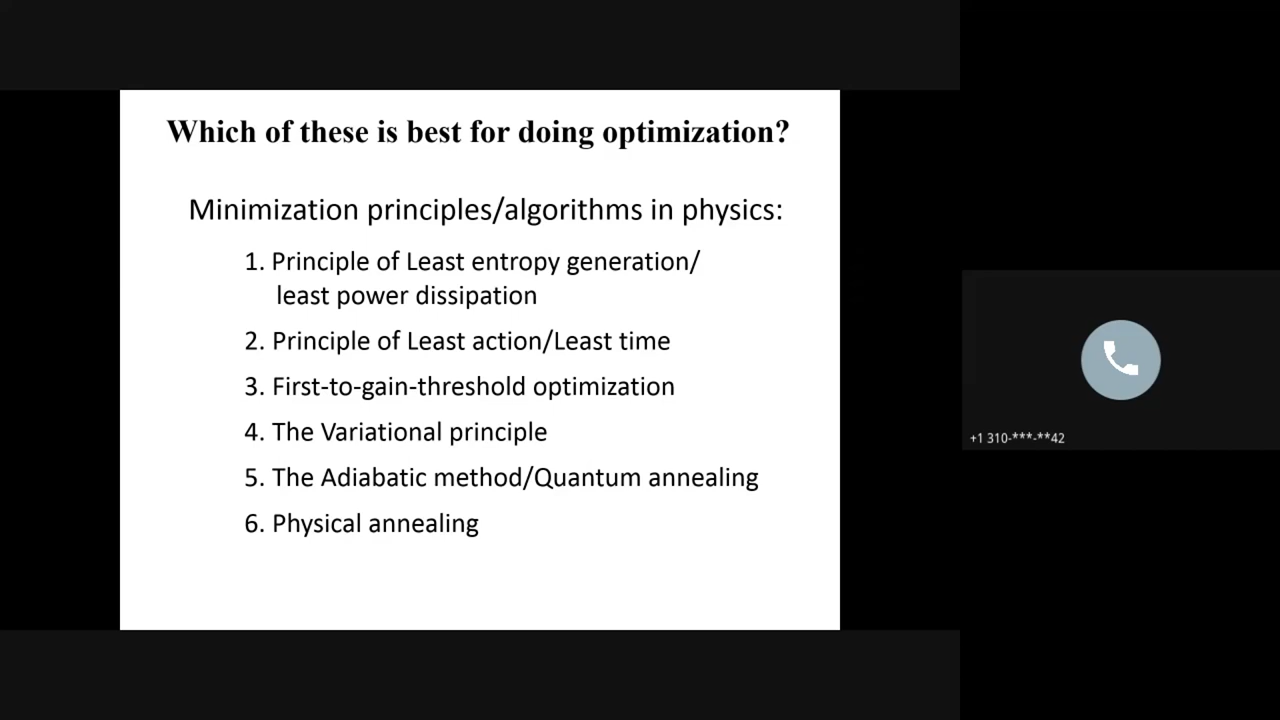 Which of these is best for doing optimization?
Minimization principles/algorithms in physics:
1. Principle of Least entropy generation/
least power dissipation
2. Principle of Least action/Least time
3. First-to-gain-threshold optimization
4. The Variational principle
5. The Adiabatic method/Quantum annealing
6. Physical annealing
+1 310-***-**42